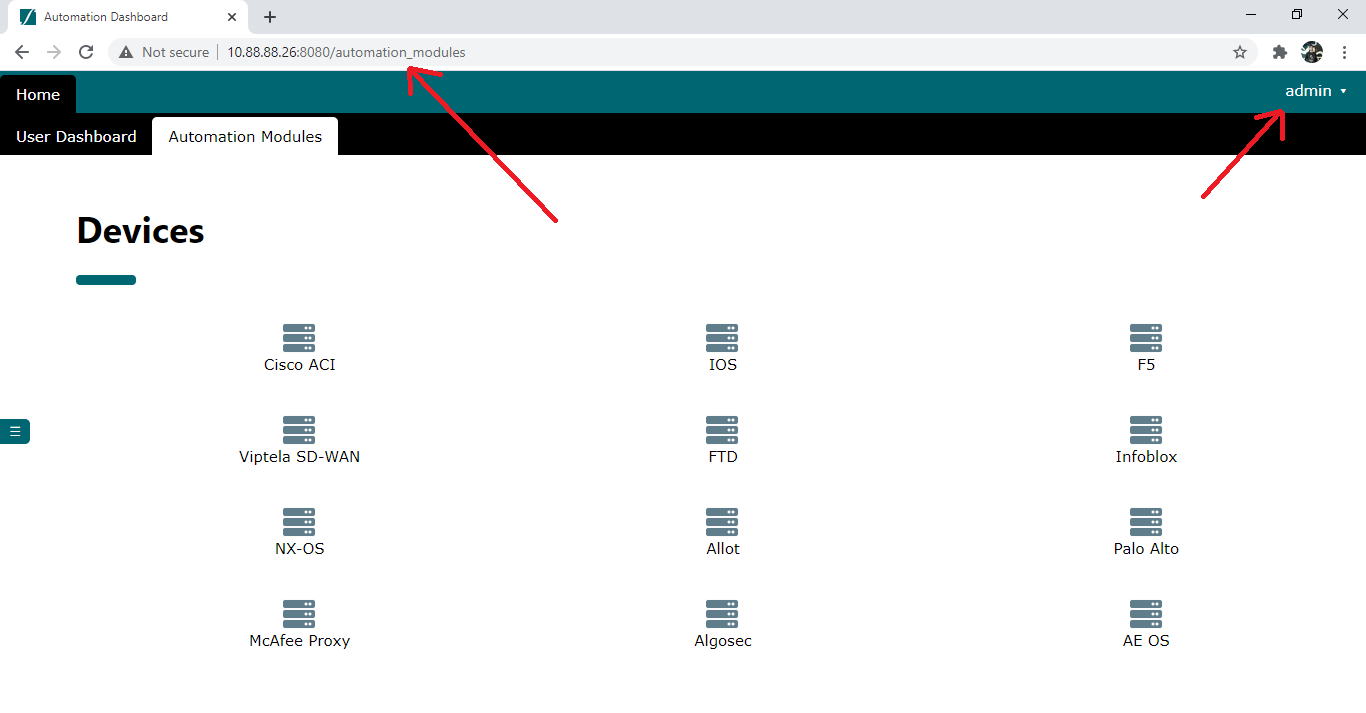 Automation Dashboard
Not secure 10.88.88.26:8080/automation_modules
Home
admin
User Dashboard
Automation Modules
Devices
Cisco ACI
IOS
F5
Viptela SD-WAN
FTD
Infoblox
NX-OS
Allot
Palo Alto
McAfee Proxy
Algosec
AE OS